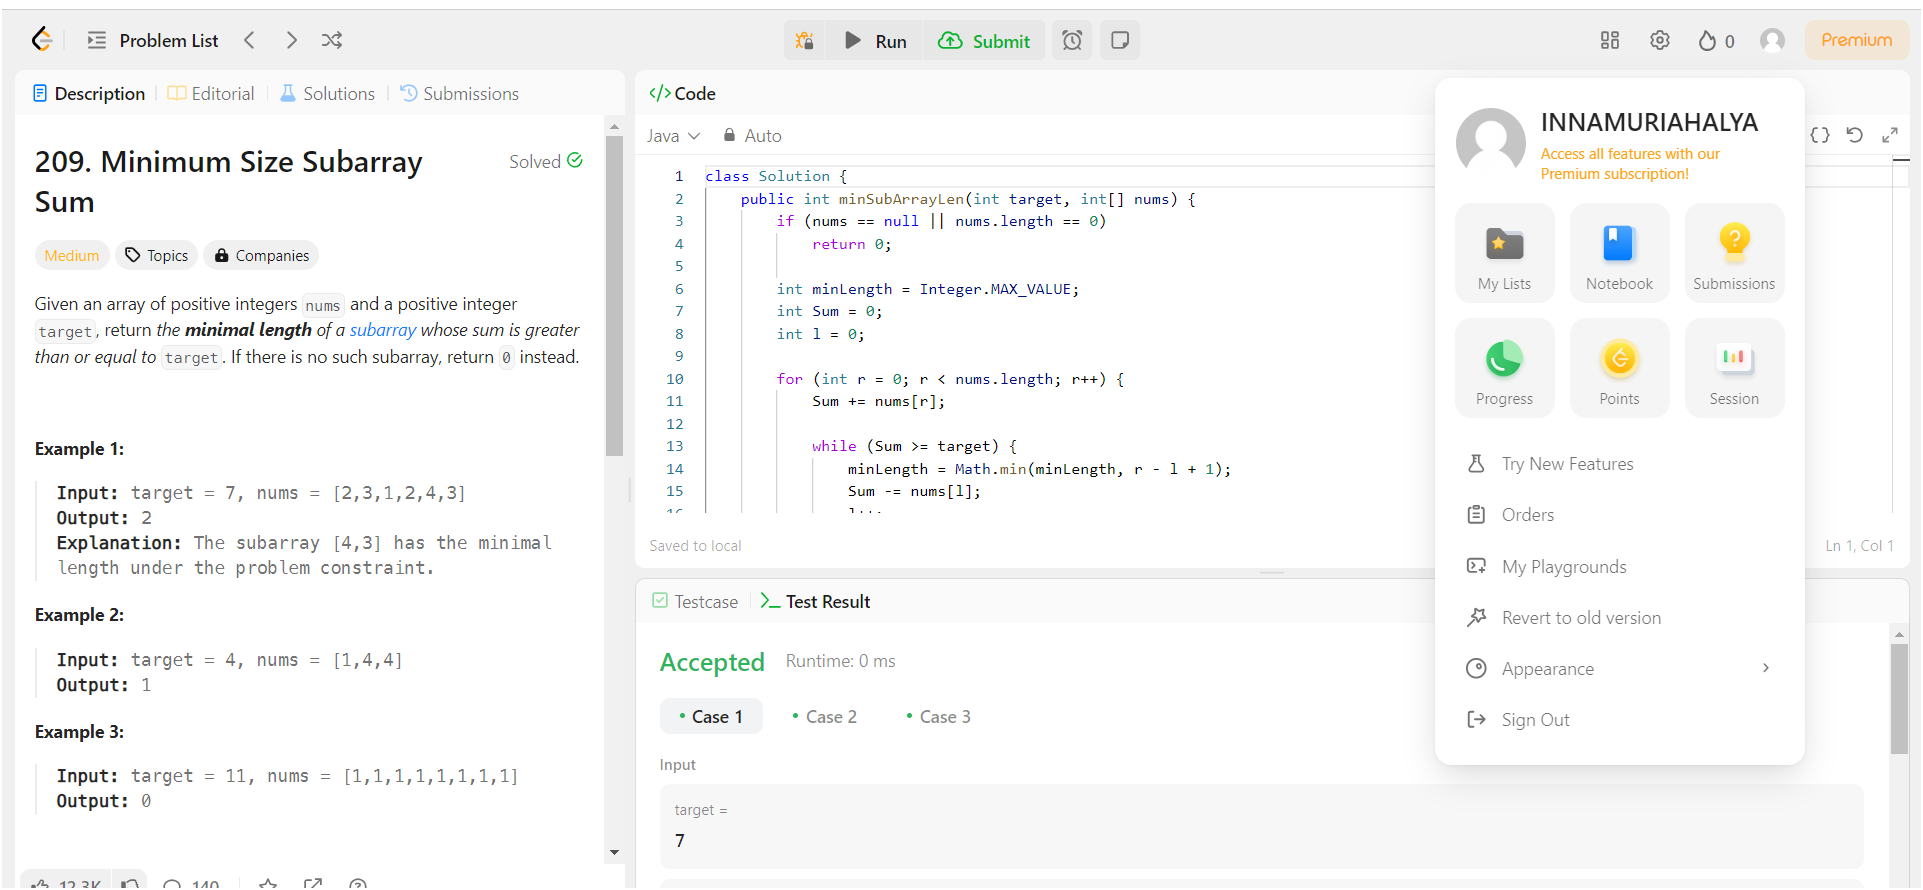 Problem List
Run
Submit
0
Premium
Description
Editorial
Solutions
Submissions
209. Minimum Size Subarray
Sum
Solved
Medium
Topics
Companies
Given an array of positive integers nums and a positive integer
target, return the minimal length of a subarray whose sum is greater
than or equal to target. If there is no such subarray, return 0 instead.
Example 1:
Input: target = 7, nums = [2,3,1,2,4,3]
Output: 2
Explanation: The subarray [4,3] has the minimal
length under the problem constraint.
Example 2:
Input: target = 4, nums = [1,4,4]
Output: 1
Example 3:
Input: target = 11, nums = [1,1,1,1,1,1,1,1]
Output: 0
12.3K
140
</> Code
Java
Auto
1 class Solution {
2 public int minSubArrayLen(int target, int[] nums) {
3 if (nums == null || nums.length == 0)
4 return 0;
5
6 int minLength = Integer.MAX_VALUE;
7 int Sum = 0;
8 int l = 0;
9
10 for (int r = 0; r < nums.length; r++) {
11 Sum += nums[r];
12
13 while (Sum >= target) {
14 minLength = Math.min(minLength, r - l + 1);
15 Sum -= nums[l];
16 l++;
Saved to local
Ln 1, Col 1
Testcase
Test Result
Accepted
Runtime: 0 ms
• Case 1
• Case 2
• Case 3
Input
target =
7
INNAMURIAHALYA
Access all features with our
Premium subscription!
My Lists
Notebook
Submissions
Progress
Points
Session
Try New Features
Orders
My Playgrounds
Revert to old version
Appearance
Sign Out